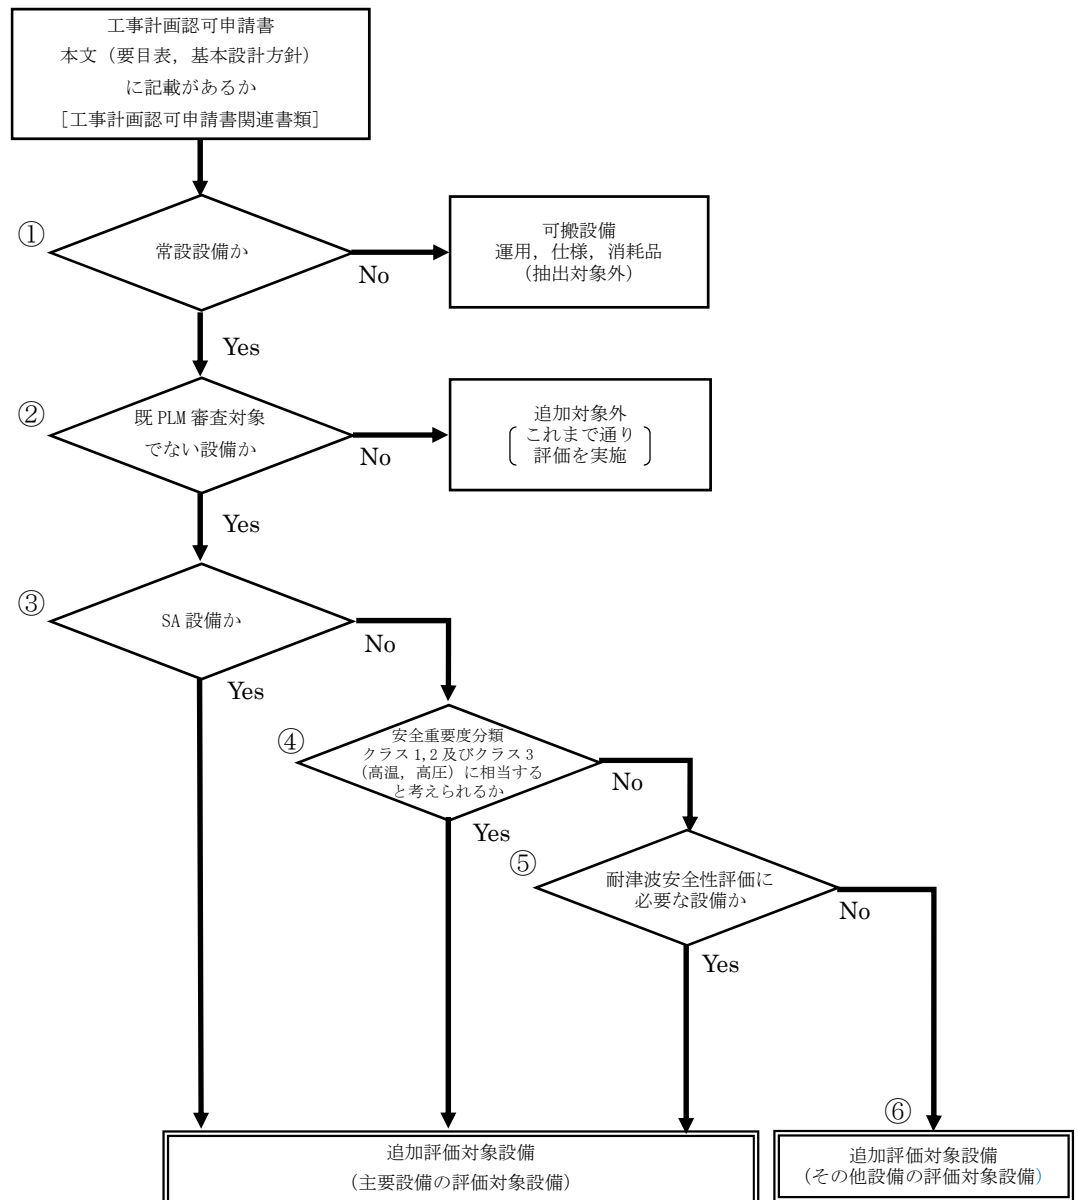 工事計画認可申請書
本文（要目表，基本設計方針）
に記載があるか
［工事計画認可申請書関連書類］
①
常設設備か
No
可搬設備
運用，仕様，消耗品
（抽出対象外）
Yes
②
既 PLM 審査対象
でない設備か
No
追加対象外
これまで通り
評価を実施
Yes
③
SA 設備か
No
Yes
④
安全重要度分類
クラス 1,2 及びクラス 3
（高温，高圧）に相当する
と考えられるか
No
Yes
⑤
耐津波安全性評価に
必要な設備か
No
Yes
⑥
追加評価対象設備
（主要設備の評価対象設備）
追加評価対象設備
（その他設備の評価対象設備）